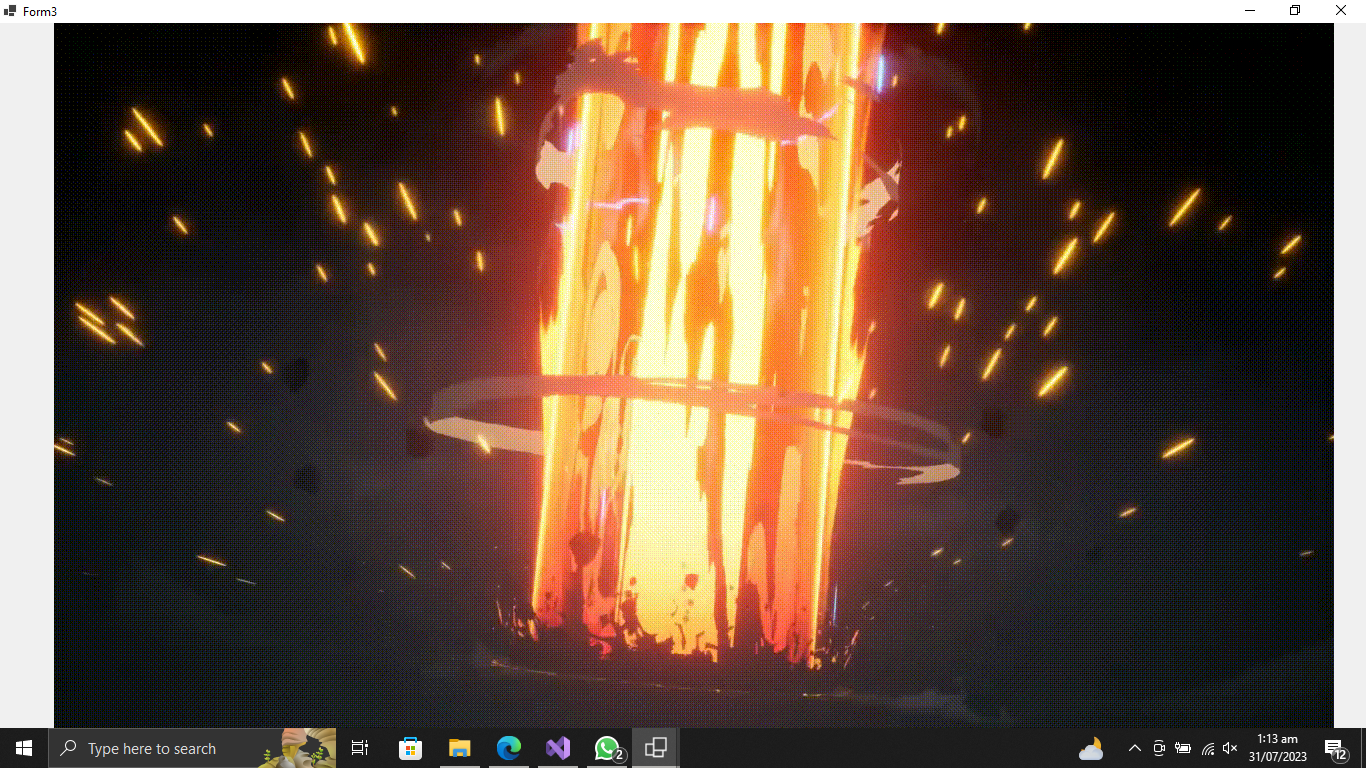 Form3
Type here to search
2
1:13 am
31/07/2023
12